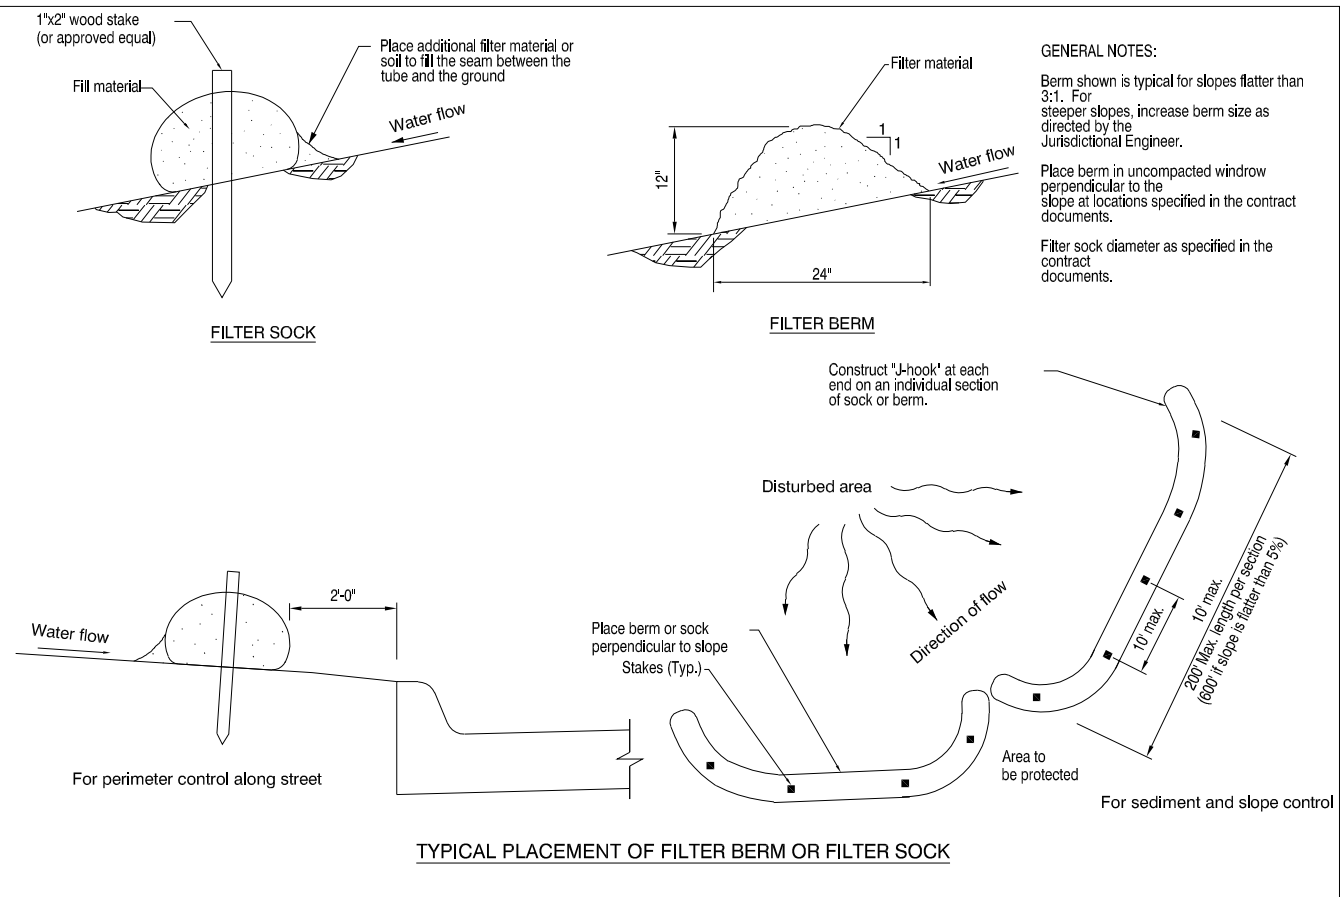 1"x2" wood stake
(or approved equal)
Fill material
Place additional filter material or
soil to fill the seam between the
tube and the ground
Water flow
FILTER SOCK
Filter material
1
1
Water flow
12"
24"
FILTER BERM
GENERAL NOTES:
Berm shown is typical for slopes flatter than
3:1. For
steeper slopes, increase berm size as
directed by the
Jurisdictional Engineer.
Place berm in uncompacted windrow
perpendicular to the
slope at locations specified in the contract
documents.
Filter sock diameter as specified in the
contract
documents.
Construct "J-hook" at each
end on an individual section
of sock or berm.
Disturbed area
Direction of flow
10' max.
10' max.
200' Max. length per section
(600' if slope is flatter than 5%)
Water flow
2'-0"
For perimeter control along street
Place berm or sock
perpendicular to slope
Stakes (Typ.)
Area to
be protected
For sediment and slope control
TYPICAL PLACEMENT OF FILTER BERM OR FILTER SOCK